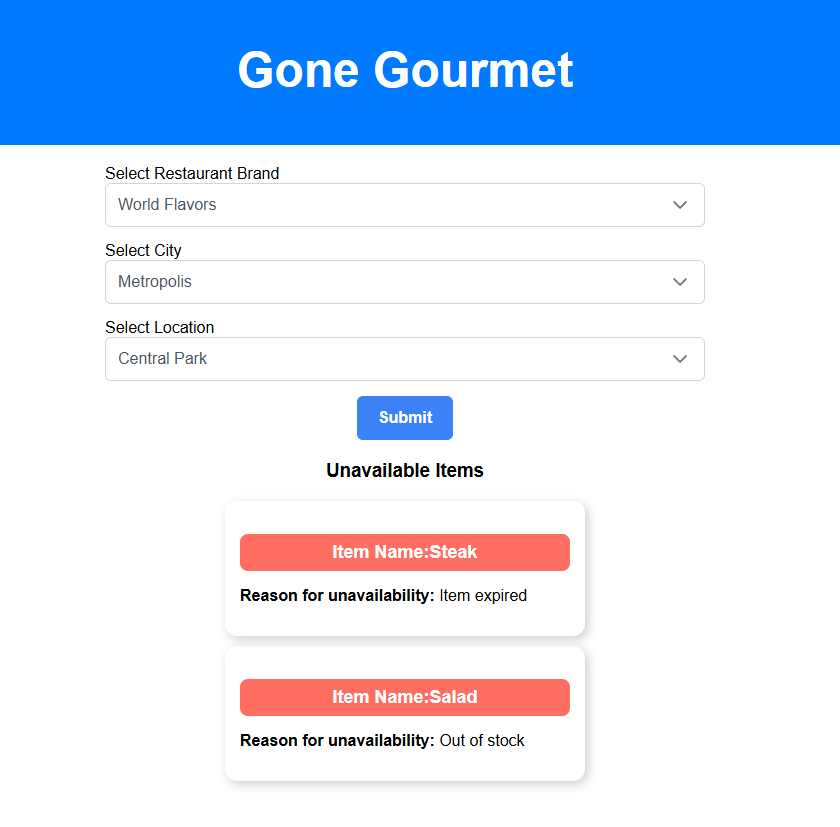 Gone Gourmet
Select Restaurant Brand
World Flavors
Select City
Metropolis
Select Location
Central Park
Submit
Unavailable Items
Item Name:Steak
Reason for unavailability: Item expired
Item Name:Salad
Reason for unavailability: Out of stock